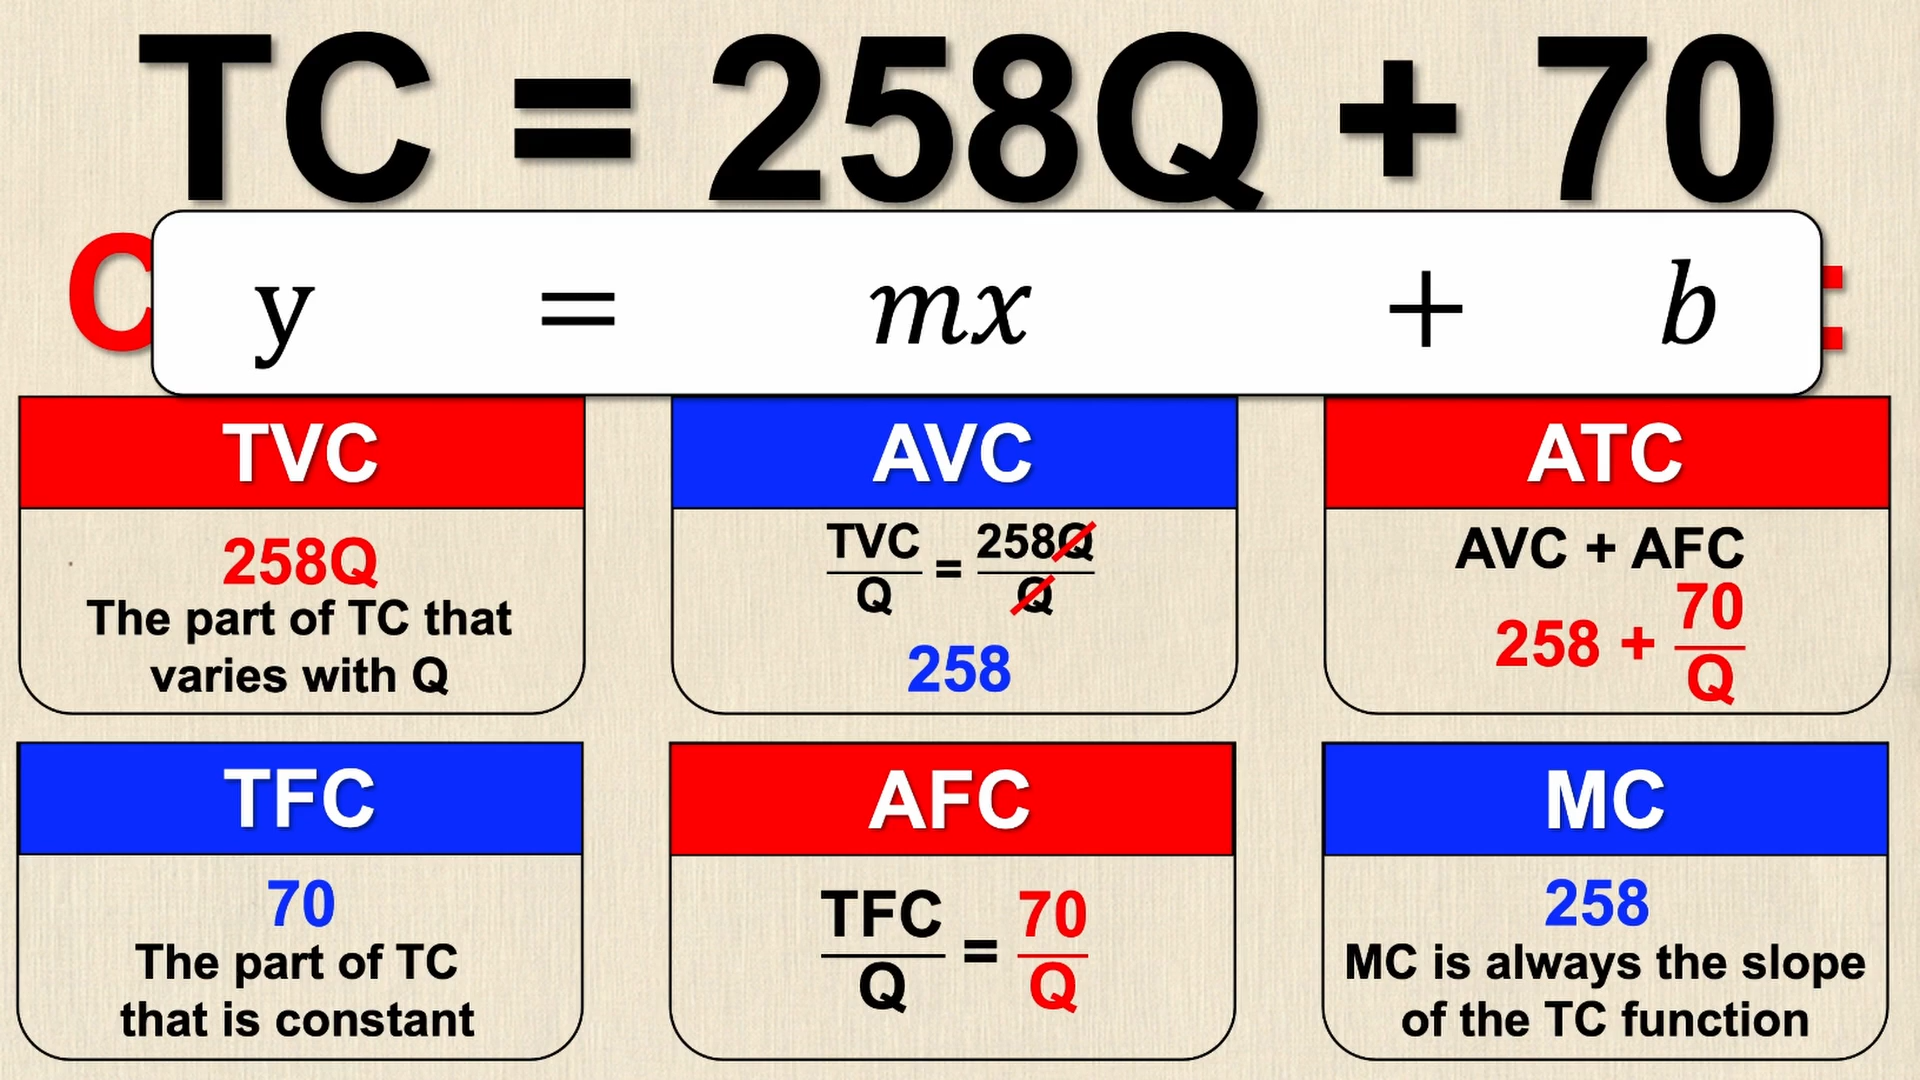 TC = 258Q + 70
y = mx + b
TVC
258Q
The part of TC that
varies with Q
AVC
TVC/Q = 258Q/Q
258
ATC
AVC + AFC
258 + 70/Q
TFC
70
The part of TC
that is constant
AFC
TFC/Q = 70/Q
MC
258
MC is always the slope
of the TC function